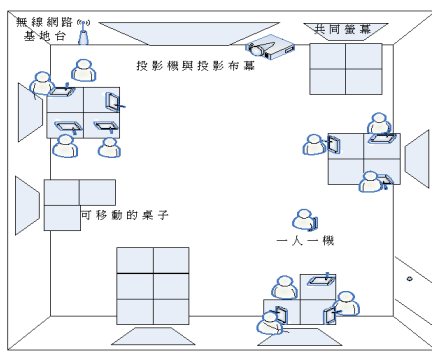 無線網路
基地台
共同螢幕
投影機與投影布幕
可移動的桌子
一人一機